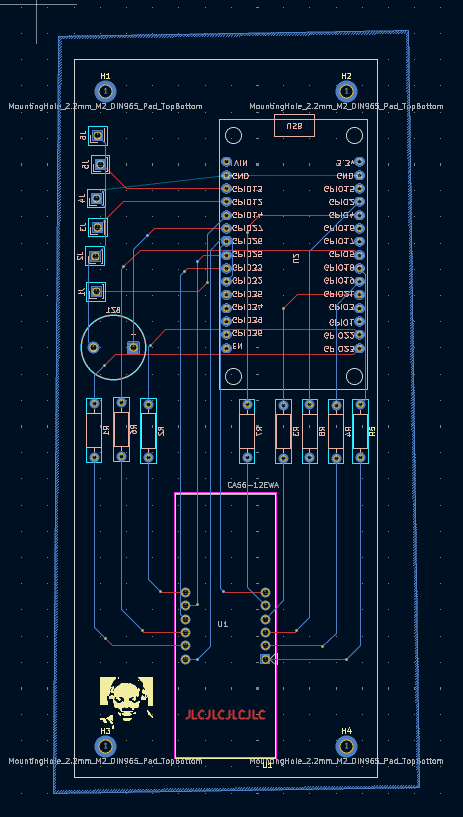 H1
H2
MountingHole_2.2mm_M2_DIN965_Pad_TopBottom
MountingHole_2.2mm_M2_DIN965_Pad_TopBottom
USB
J6
J5
J4
J3
J2
J1
VIN
3.3v
GND
GND
GPIO13
GPIO15
GPIO12
GPIO2
GPIO14
GPIO4
GPIO27
GPIO16
GPIO26
GPIO17
GPIO25
GPIO5
GPIO33
GPIO18
GPIO32
GPIO19
GPIO35
GPIO21
GPIO34
GPIO3
GPIO39
GPIO1
GPIO36
GPIO22
EN
GPIO23
U2
BZ1
R1
R6
R2
R7
R3
R8
R4
R5
CA56-12EWA
U1
JLCJLCJLCJLC
H3
H4
MountingHole_2.2mm_M2_DIN965_Pad_TopBottom
MountingHole_2.2mm_M2_DIN965_Pad_TopBottom
U1